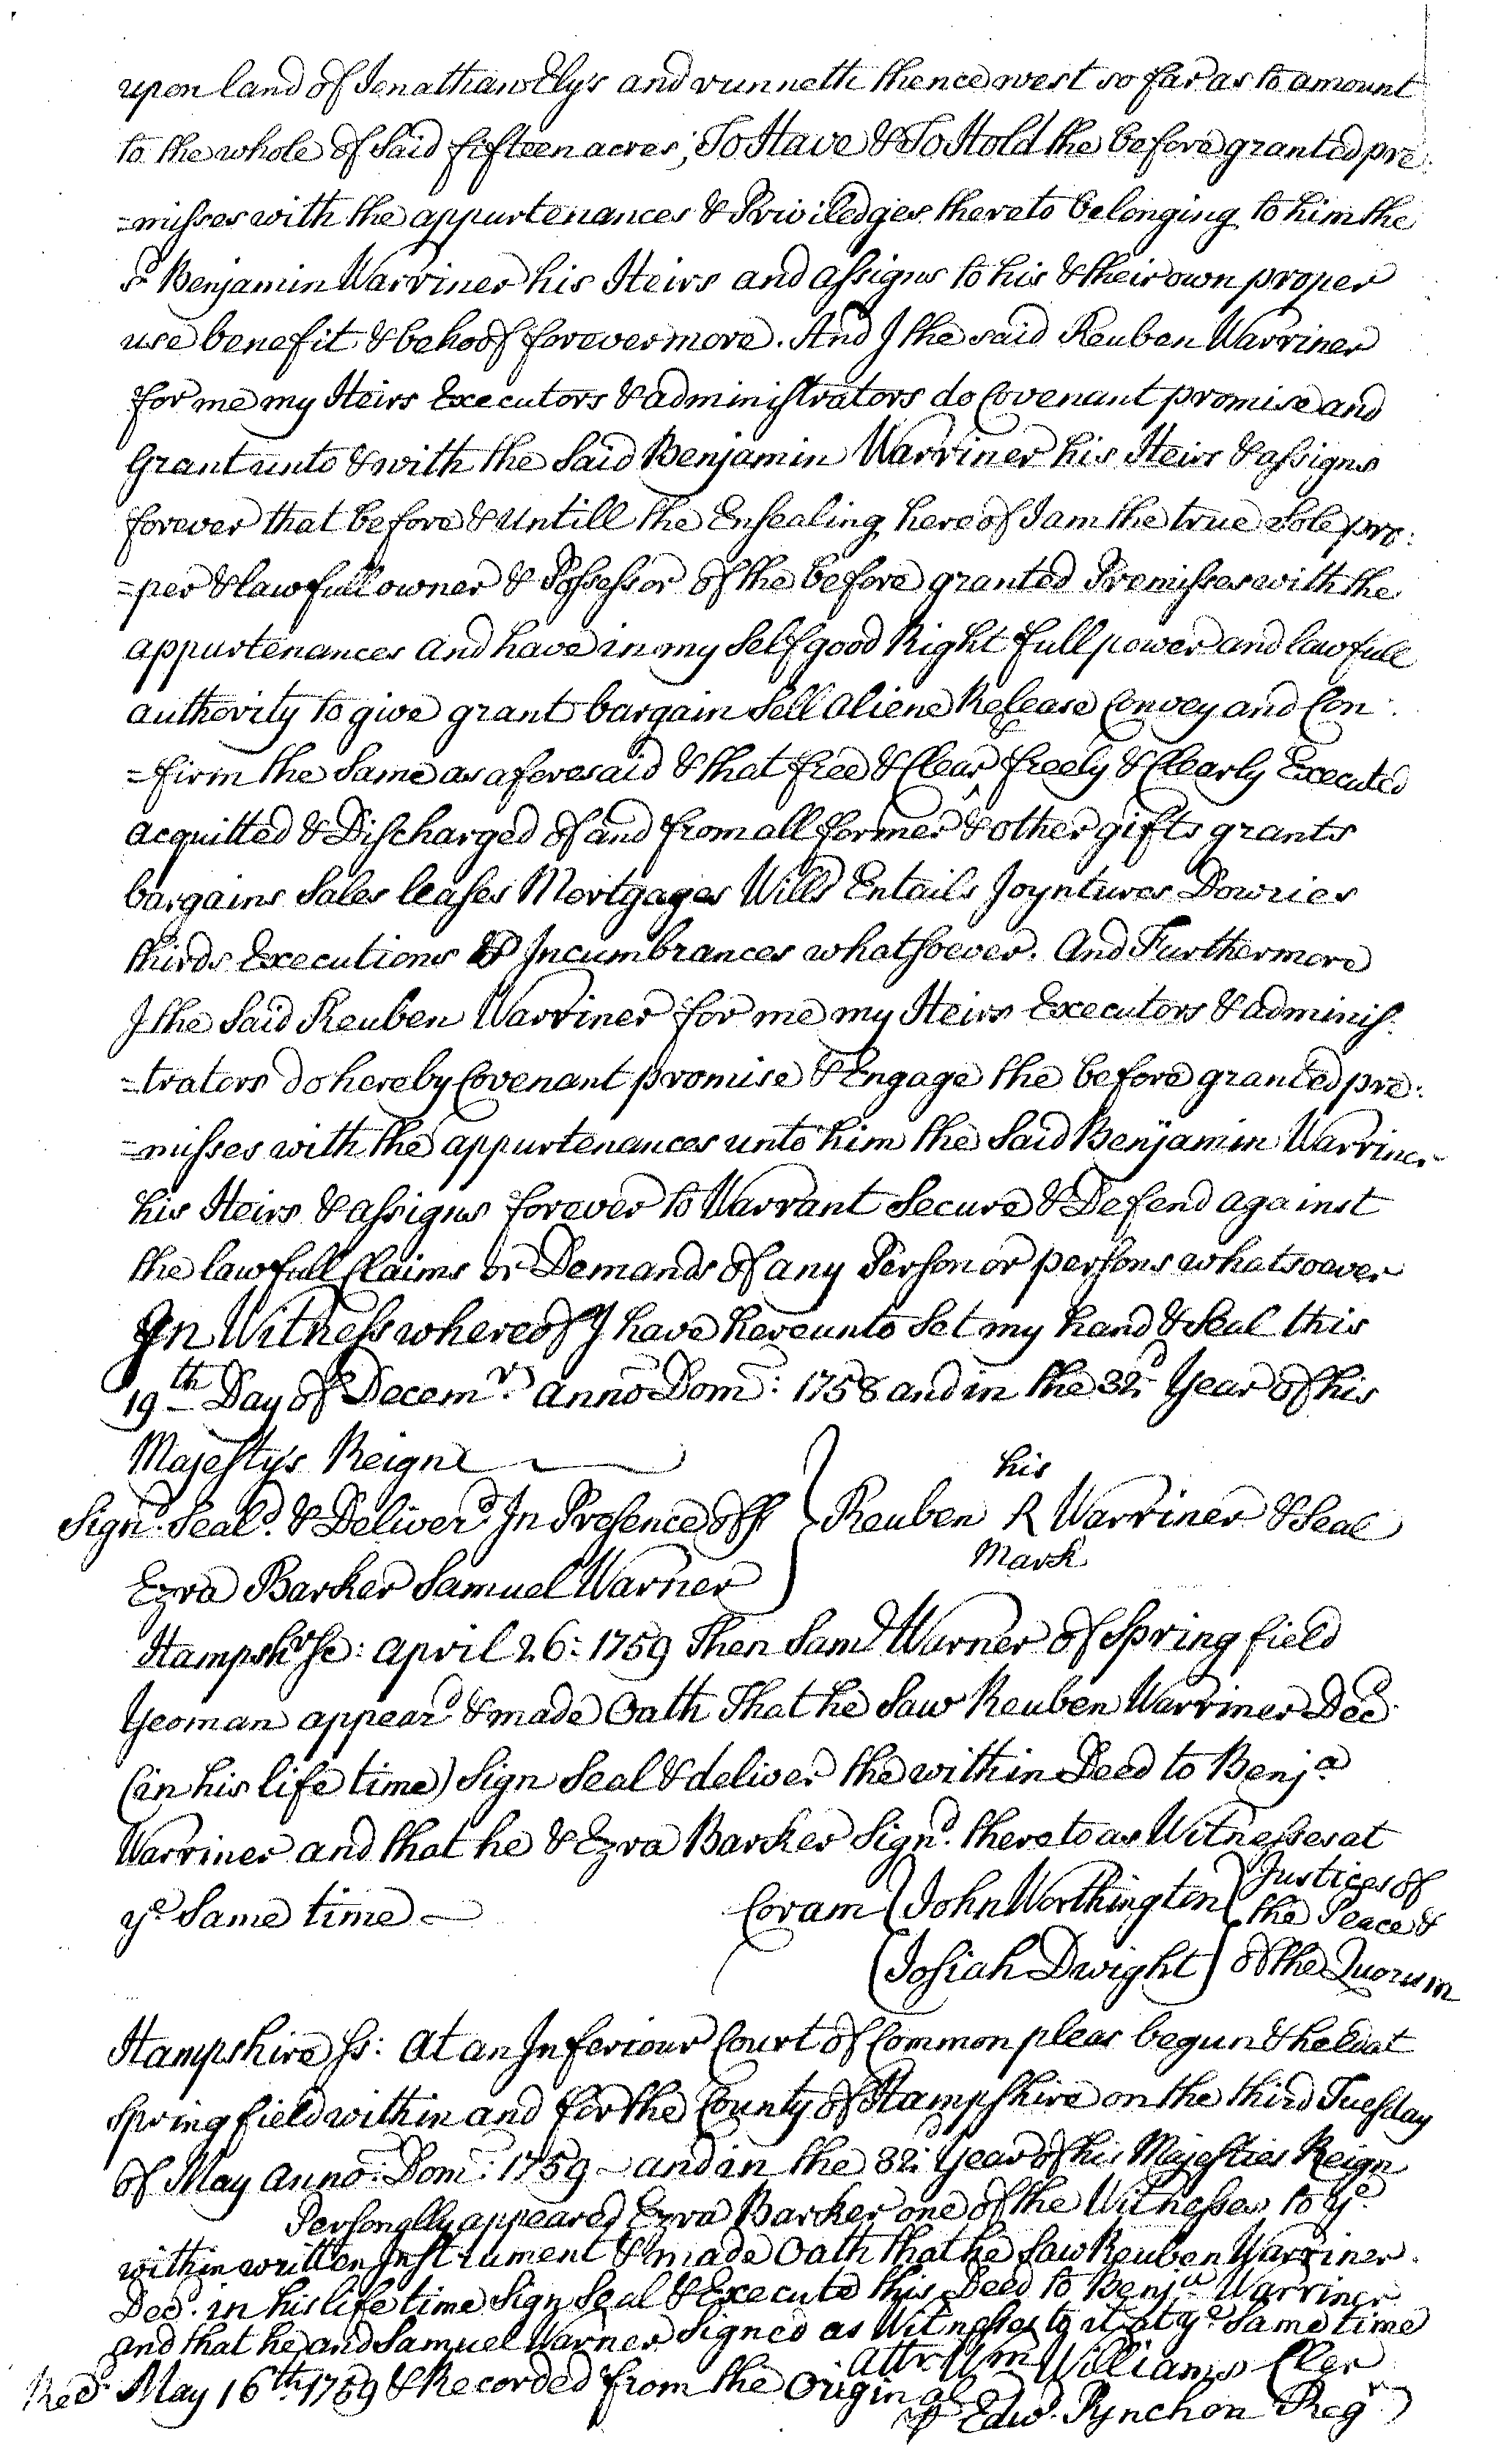 upon land of Jonathan Ely's and runneth thence west so far as to amount
to the whole of Said fifteen acres; To Have & To Hold the before granted pre:
=misses with the appurtenances & Priviledges thereto belonging to him the
sd. Benjamin Warriner his Heirs and assigns to his & their own proper
use benefit & behoof forevermore. And I the said Reuben Warriner
for me my Heirs Executors & administrators do Covenant promise and
Grant unto & with the Said Benjamin Warriner his Heirs & assigns
forever that before & Untill the Ensealing hereof I am the true Sole pro:
=per & lawfull owner & Possessor of the before granted Premisses with the
appurtenances and have in my Self good Right full power and lawfull
authority to give grant bargain Sell aliene Release Convey and Con:
=firm the Same as aforesaid & that free & Clear, freely & Clearly Executed
acquitted & Discharged of and from all former & other gifts grants
bargains Sales leases Mortgages Wills Entails Joyntures Dowries
thirds Executions & Incumbrances whatsoever. And Furthermore
I the Said Reuben Warriner for me my Heirs Executors & adminis:
=trators do hereby Covenant promise & Engage the before granted pre:
=misses with the appurtenances unto him the Said Benjamin Warriner
his Heirs & assigns forever to Warrant Secure & Defend against
the lawfull Claims or Demands of any Person or persons whatsoever
In Witness whereof I have hereunto Set my hand & Seal this
19th Day of Decemr. anno Dom: 1758 and in the 32d. Year of his
Majesty's Reign
Signd. Seald. & Deliverd. In Presence off } Reuben his R Mark Warriner & Seal
Ezra Barker Samuel Warner
Hampshr. ss: april 26: 1759 Then Saml Warner of Springfield
Yeoman appeard. & made Oath That he Saw Reuben Warriner Decd.
(in his life time) Sign Seal & deliver the within Deed to Benja
Warriner and that he & Ezra Barker Signd. thereto as Witnesses at
ye Same time — Coram { John Worthington } Justices of the Peace &
{ Josiah Dwight } of the Quorum
Hampshire ss: At an Inferiour Court of Common pleas begun & held at
Springfield within and for the County of Hampshire on the third Tuesday
of May Anno: Dom: 1759 - and in the 32d: Year of his Majesties Reign
Personally appeared Ezra Barker one of the Witnesses to ye
within written Instrument & made Oath that he Saw Reuben Warriner
Decd. in his life time Sign Seal & Execute this Deed to Benja Warriner
and that he and Samuel Warner Signed as Witnesses to it at ye Same time
attr Wm Williams Cler
Recd. May 16th. 1759 & Recorded from the Original
P Edwd. Pynchon Regr.